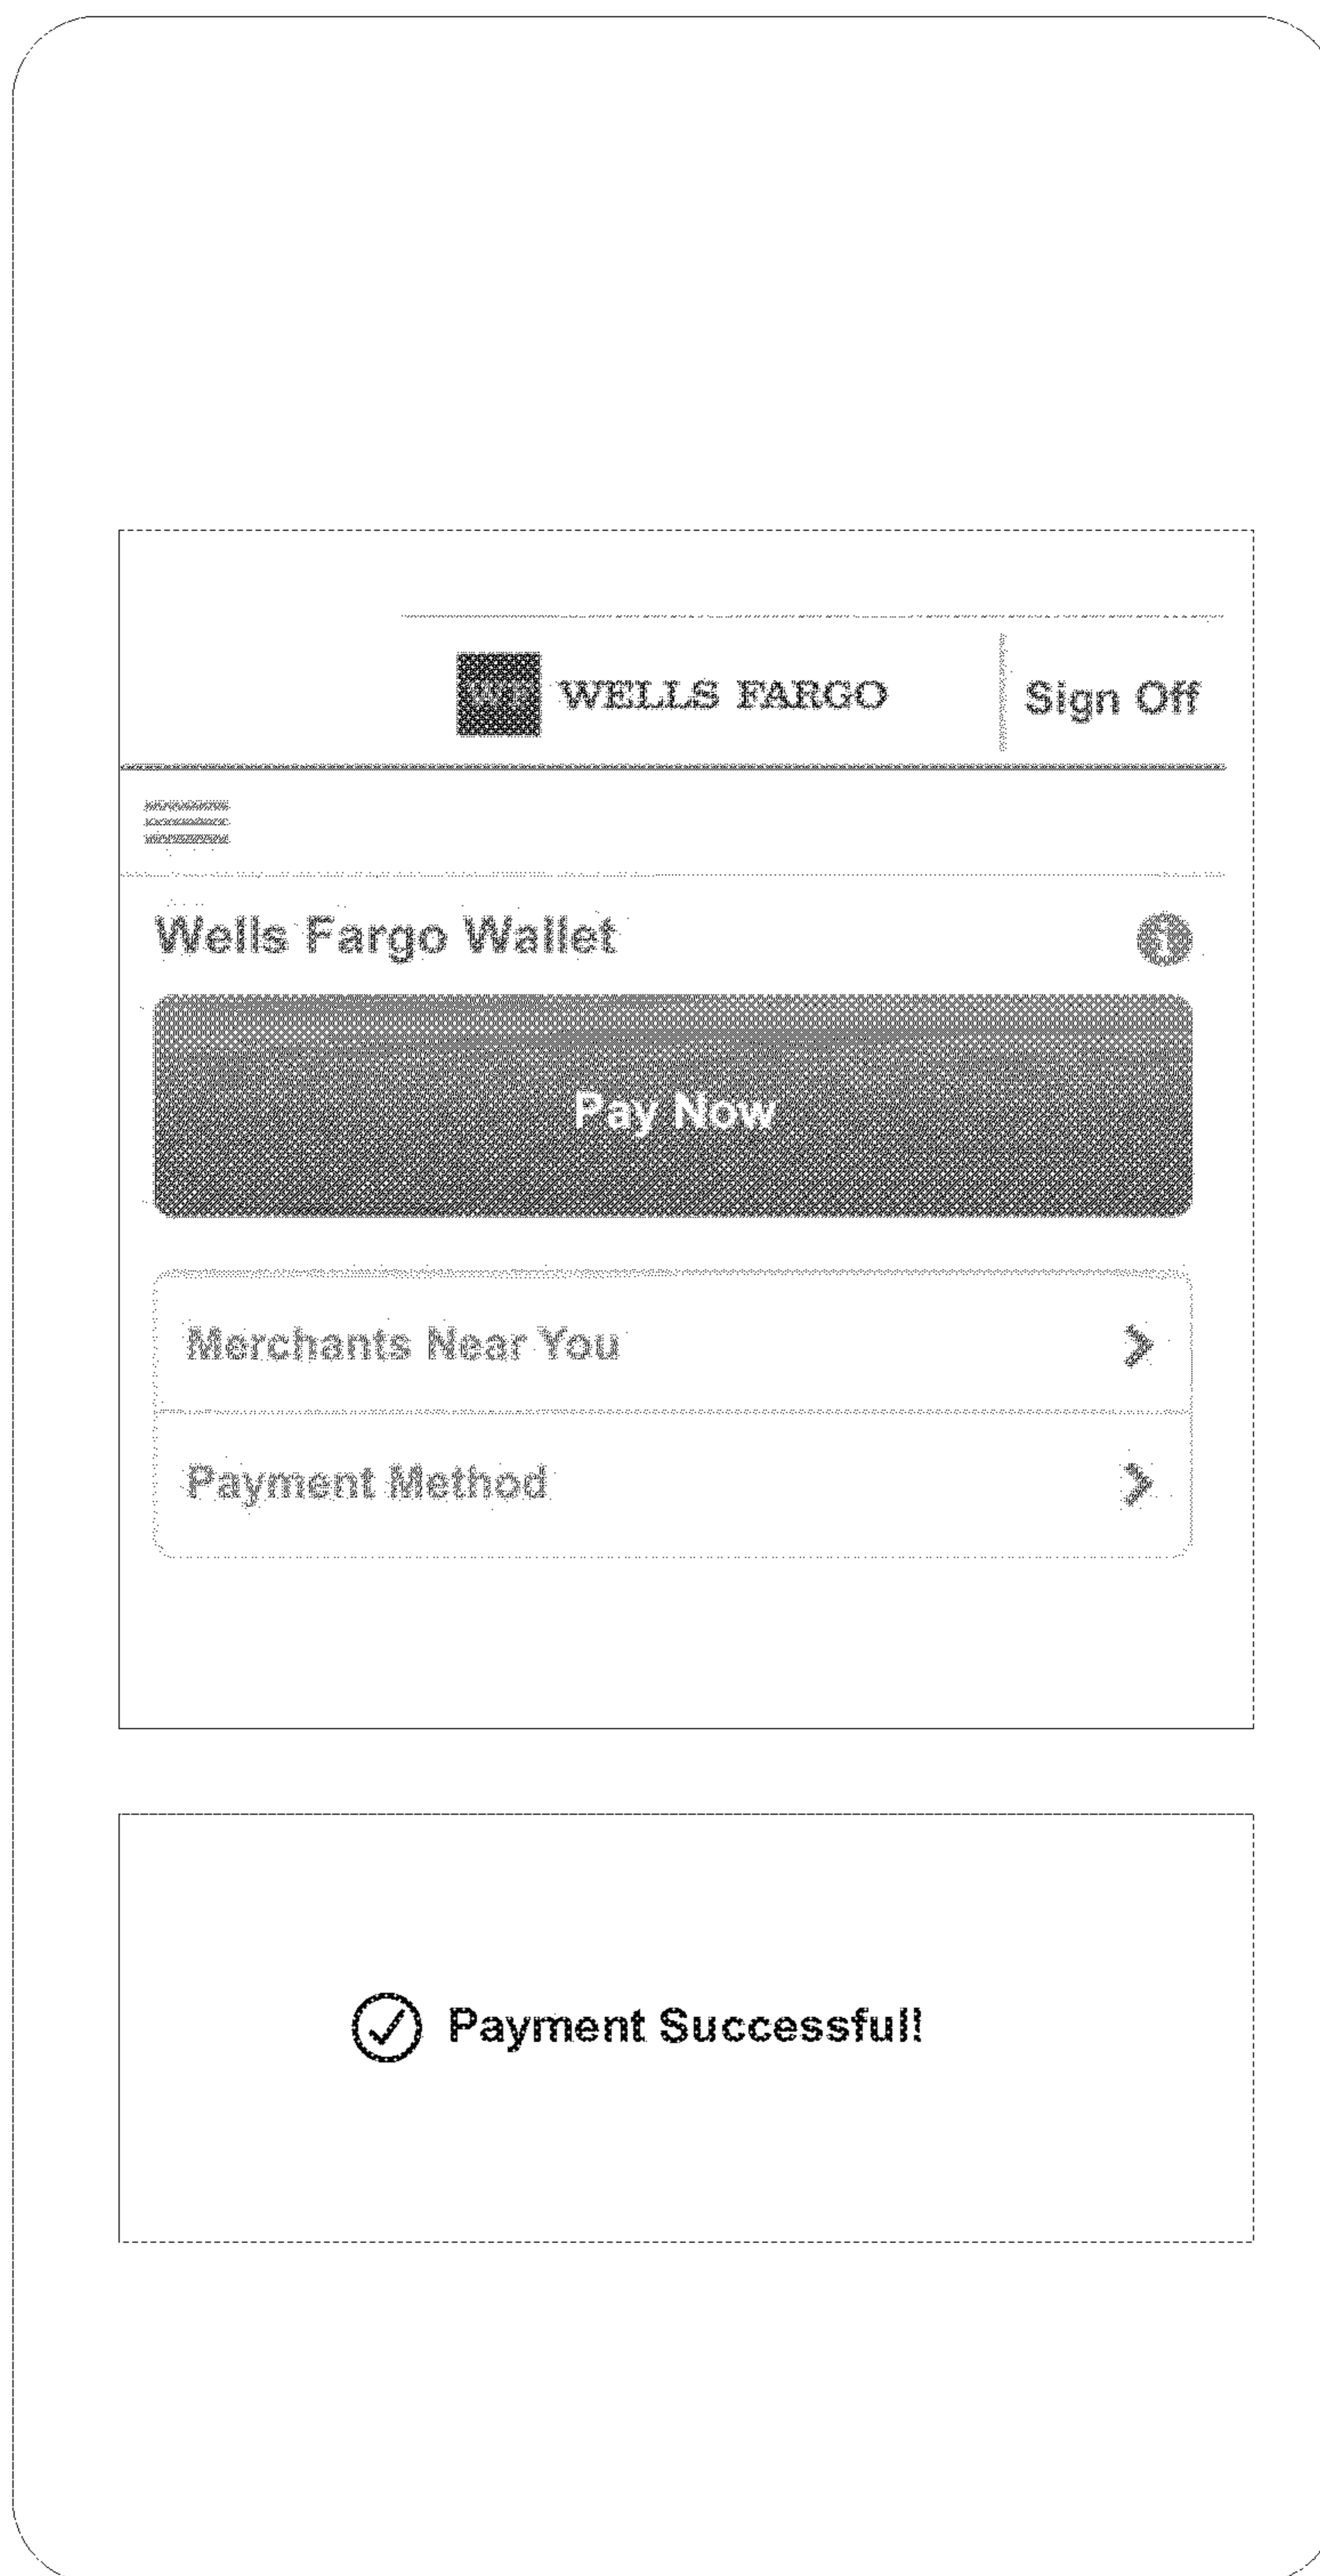 WELLS FARGO
Sign Off
Wells Fargo Wallet
Pay Now
Merchants Near You
Payment Method
Payment Successful!